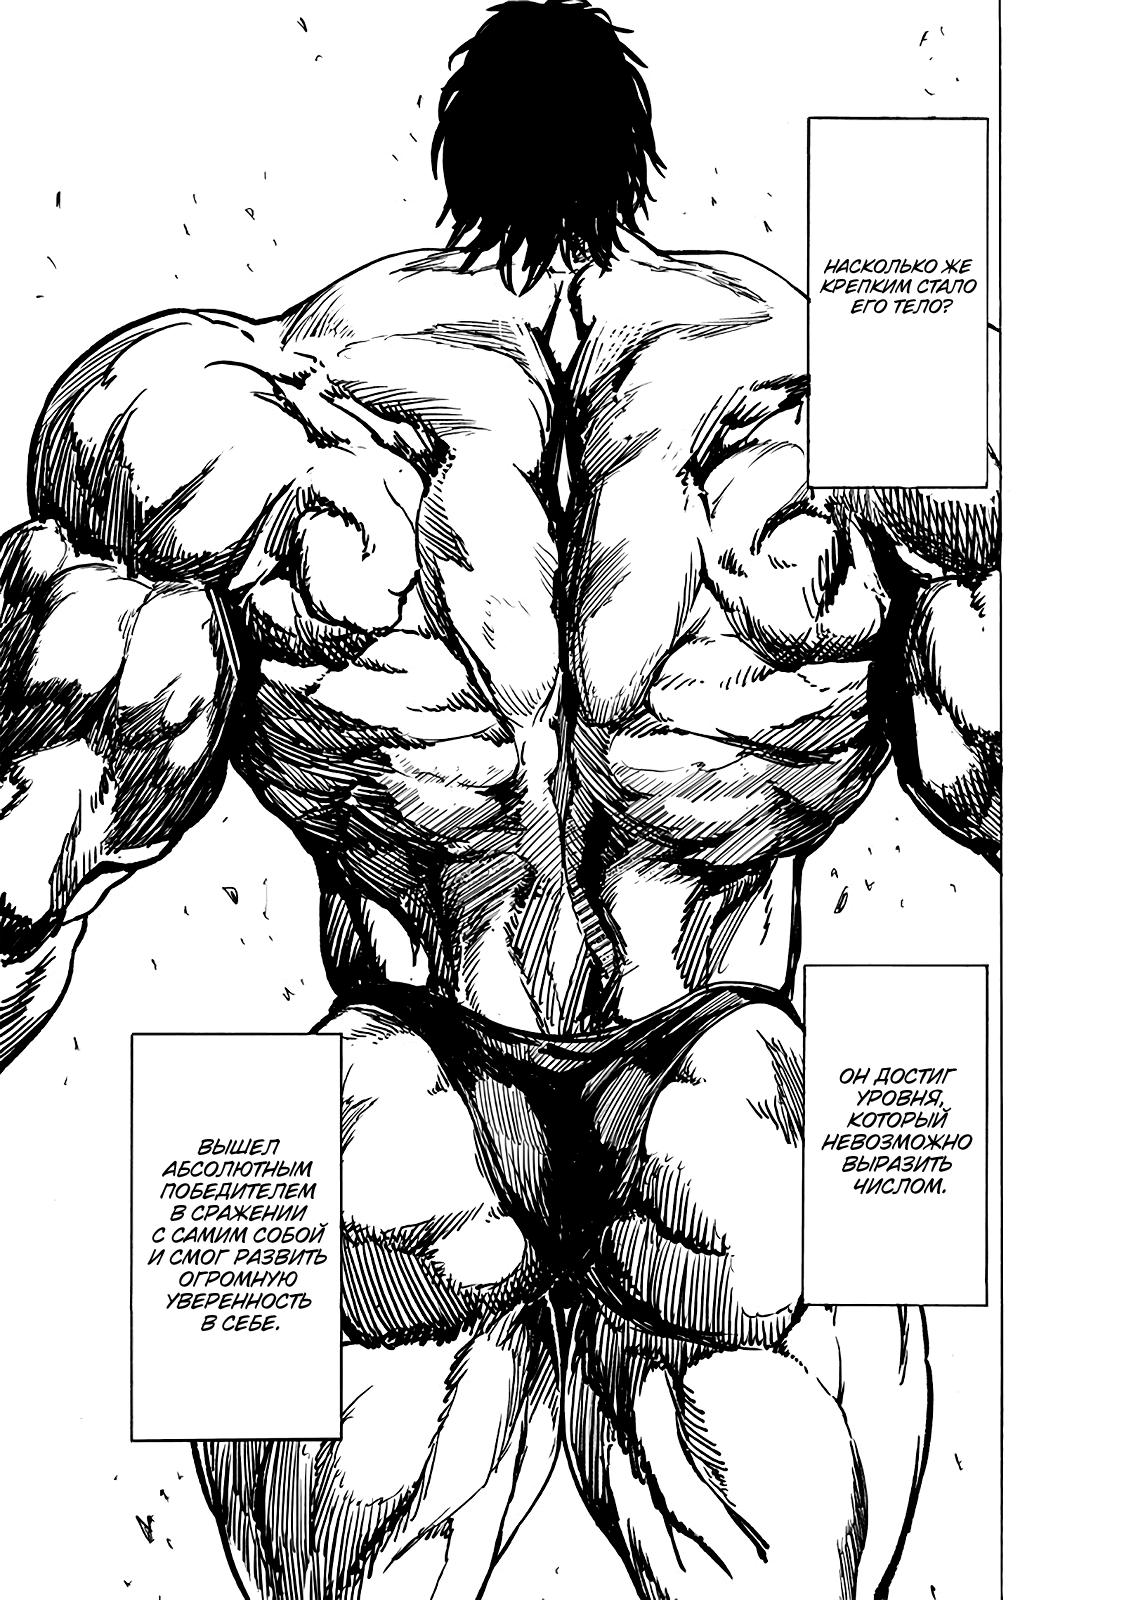 НАСКОЛЬКО ЖЕ
КРЕПКИМ СТАЛО
ЕГО ТЕЛО?
ОН ДОСТИГ
УРОВНЯ,
КОТОРЫЙ
НЕВОЗМОЖНО
ВЫРАЗИТЬ
ЧИСЛОМ.
ВЫШЕЛ
АБСОЛЮТНЫМ
ПОБЕДИТЕЛЕМ
В СРАЖЕНИИ
С САМИМ СОБОЙ
И СМОГ РАЗВИТЬ
ОГРОМНУЮ
УВЕРЕННОСТЬ
В СЕБЕ.